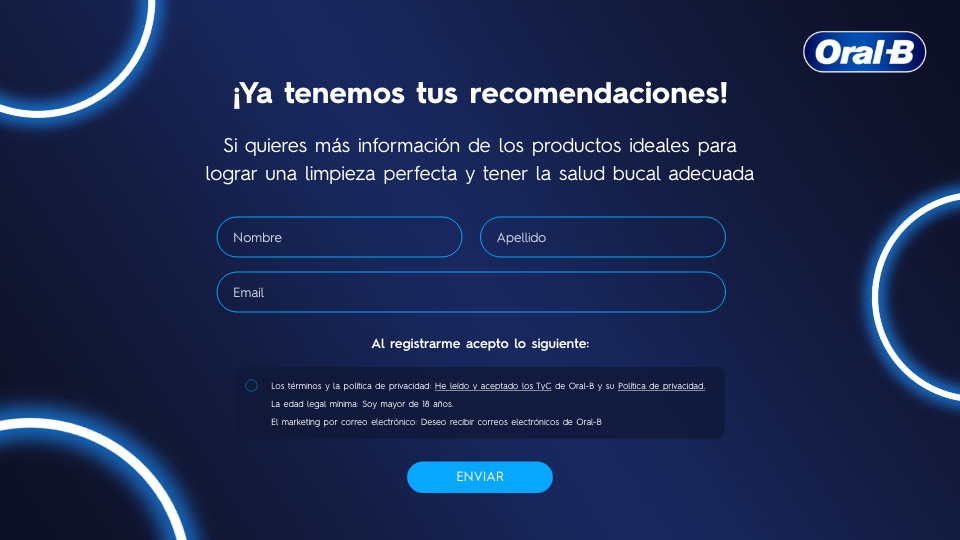 Oral-B
¡Ya tenemos tus recomendaciones!
Si quieres más información de los productos ideales para
lograr una limpieza perfecta y tener la salud bucal adecuada
Nombre
Apellido
Email
Al registrarme acepto lo siguiente:
Los términos y la política de privacidad: He leído y aceptado los TyC de Oral-B y su Política de privacidad.
La edad legal mínima: Soy mayor de 18 años.
El marketing por correo electrónico: Deseo recibir correos electrónicos de Oral-B
ENVIAR